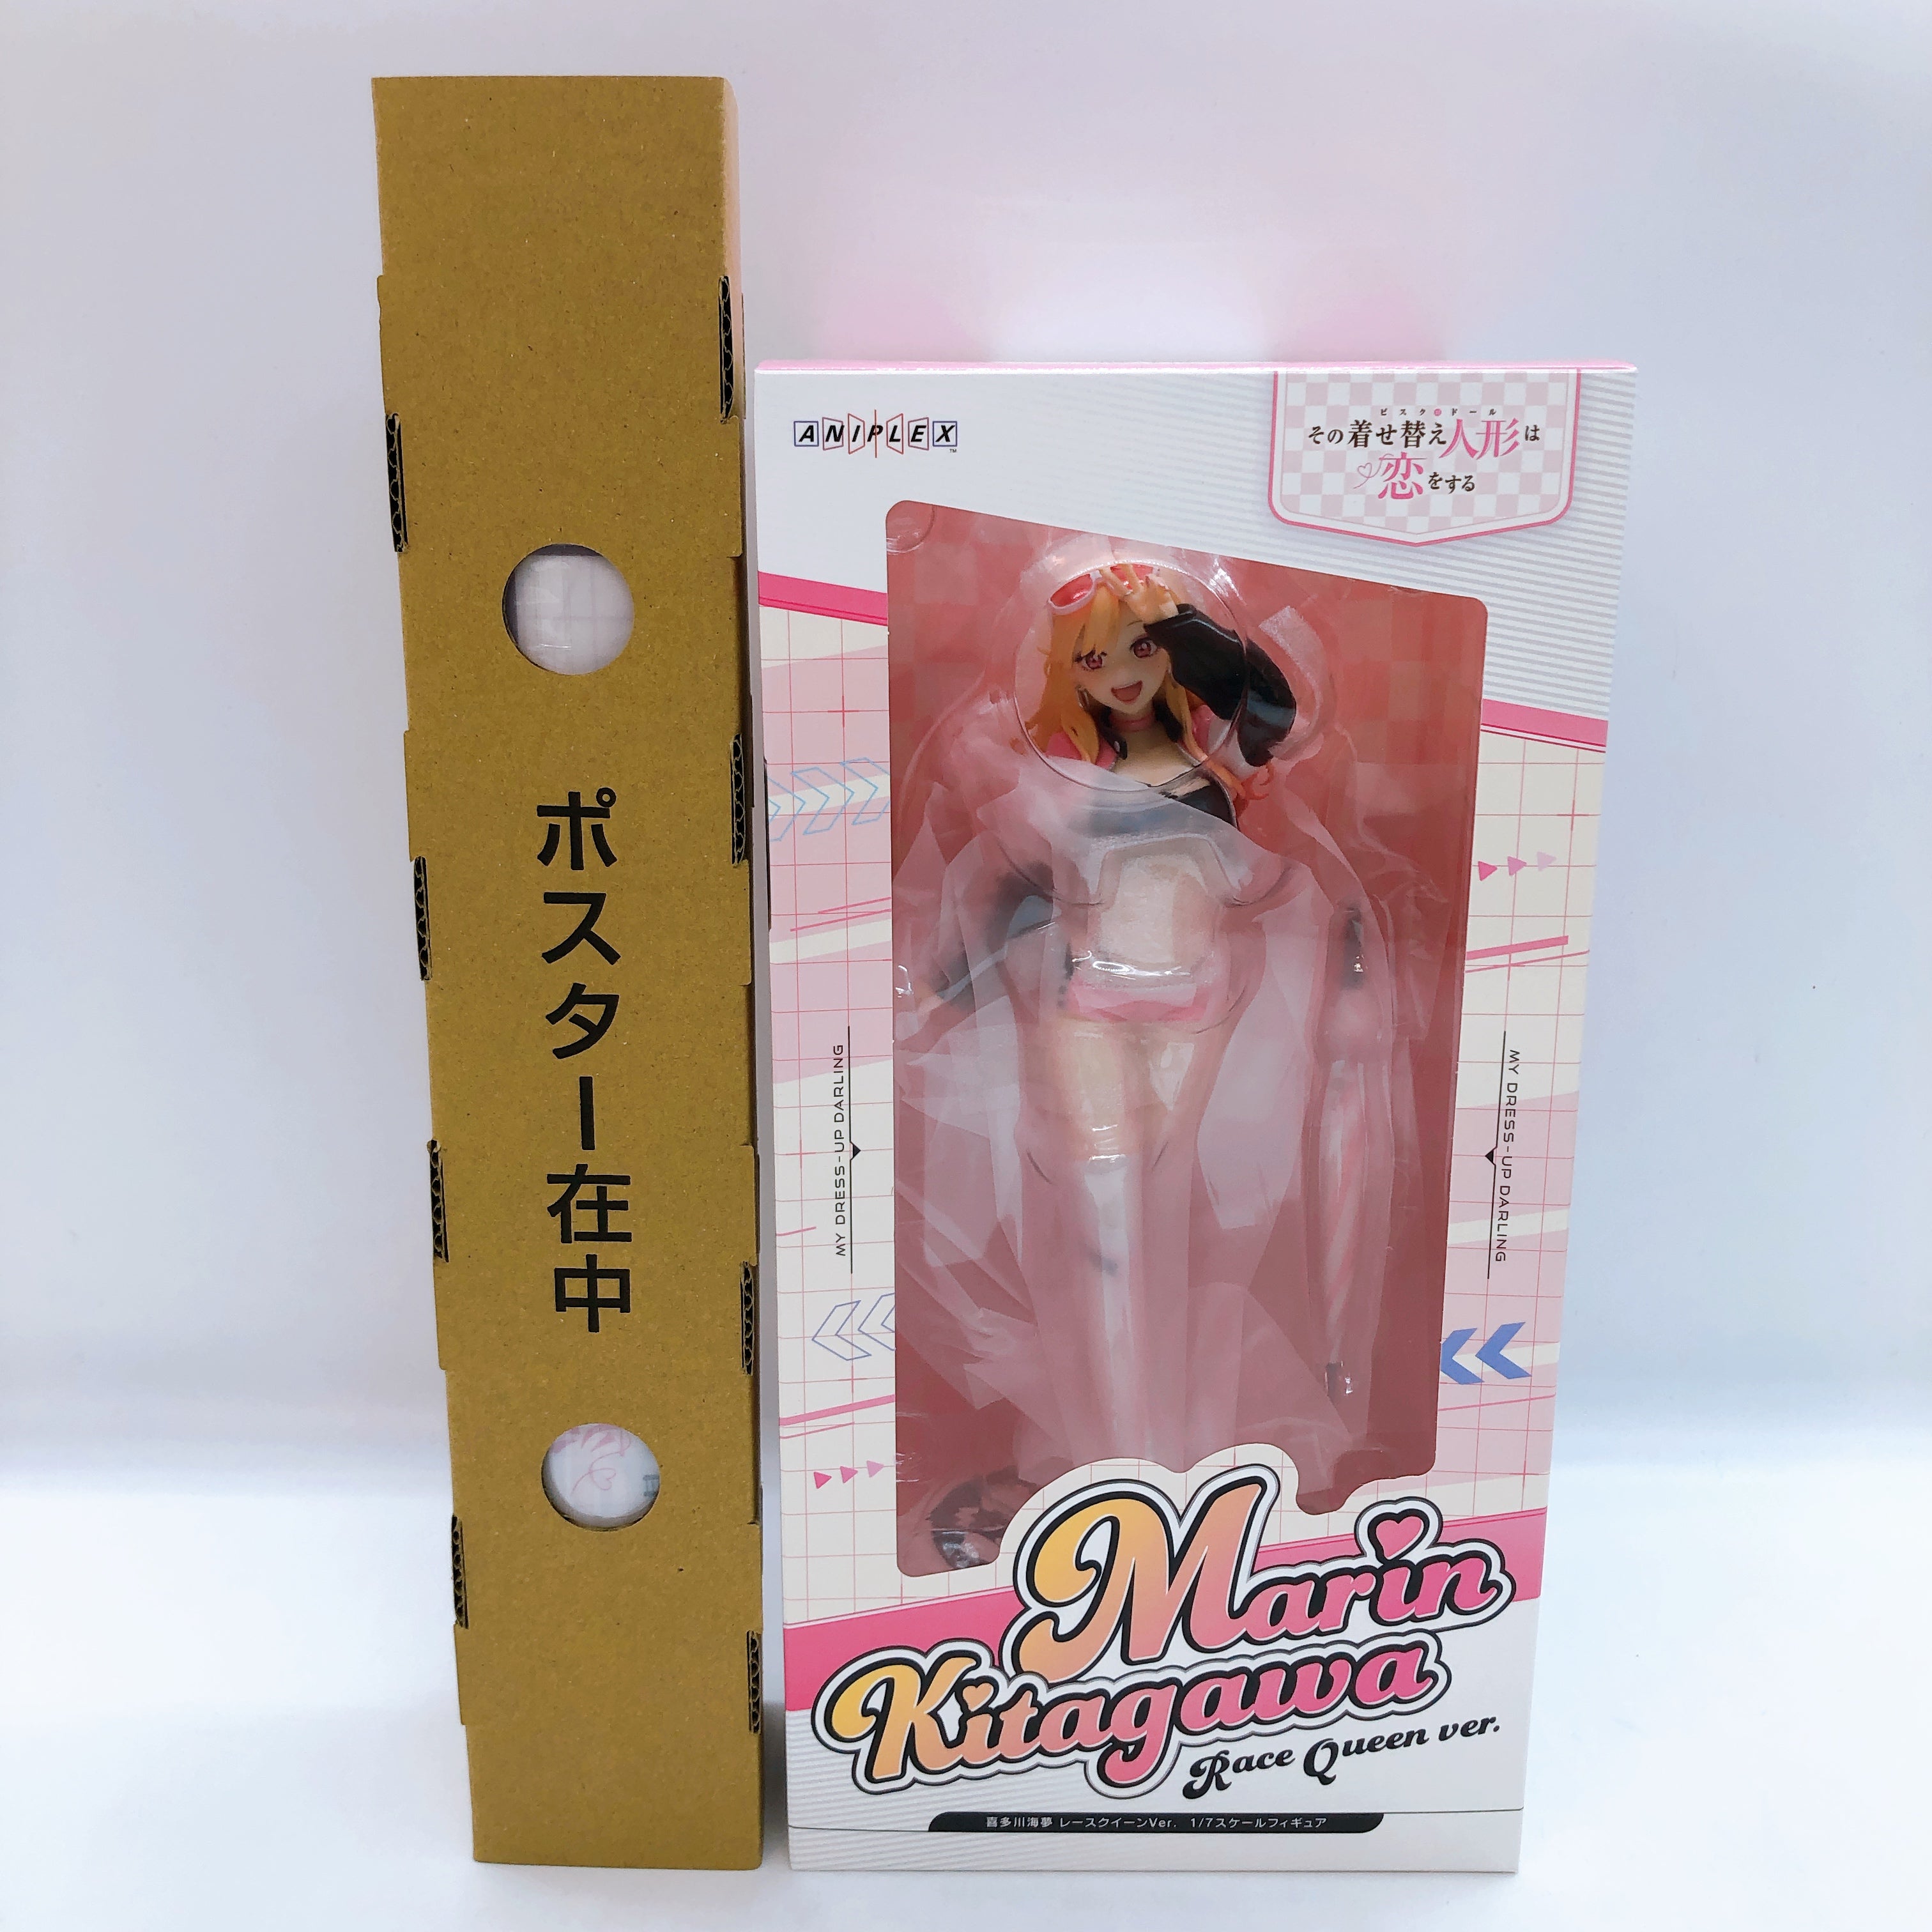 ポスター在中
ANIPLEX
TM
ビスク・ドール
その着せ替え人形は
恋をする
MY DRESS-UP DARLING
MY DRESS-UP DARLING
Marin
Kitagawa
Race Queen ver.
喜多川海夢 レースクイーンVer. 1/7スケールフィギュア